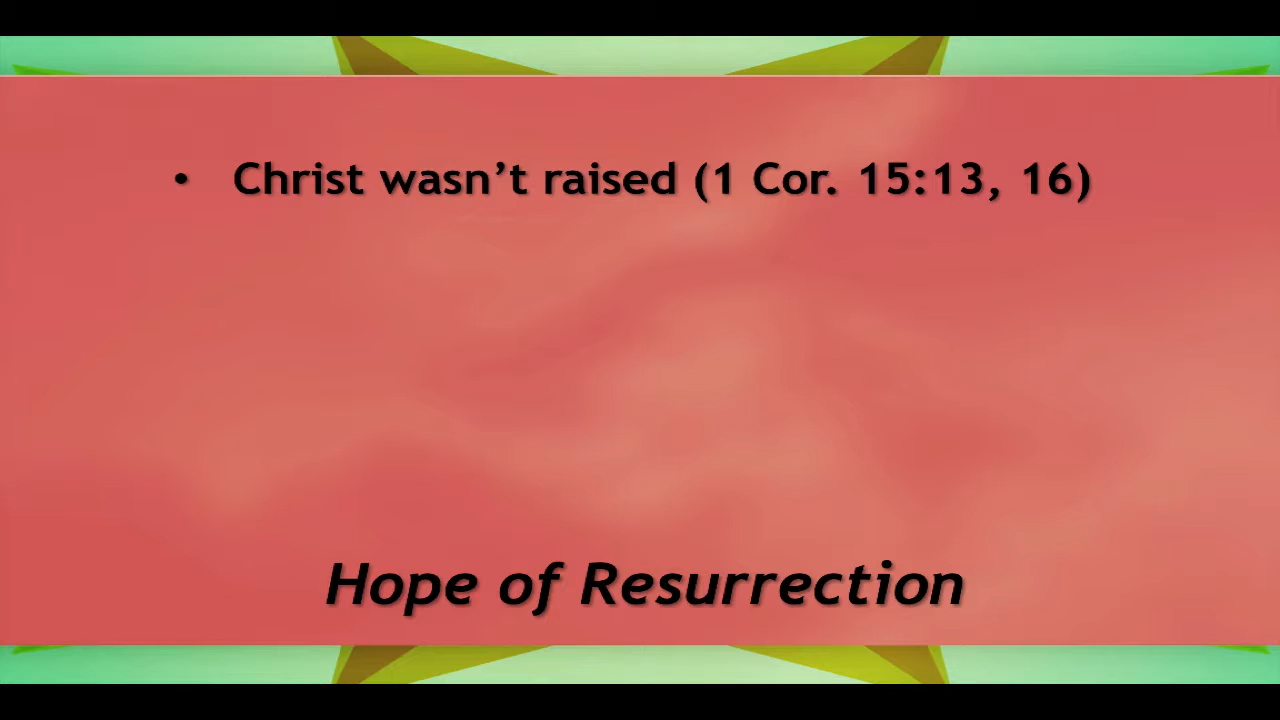 • Christ wasn’t raised (1 Cor. 15:13, 16)
Hope of Resurrection